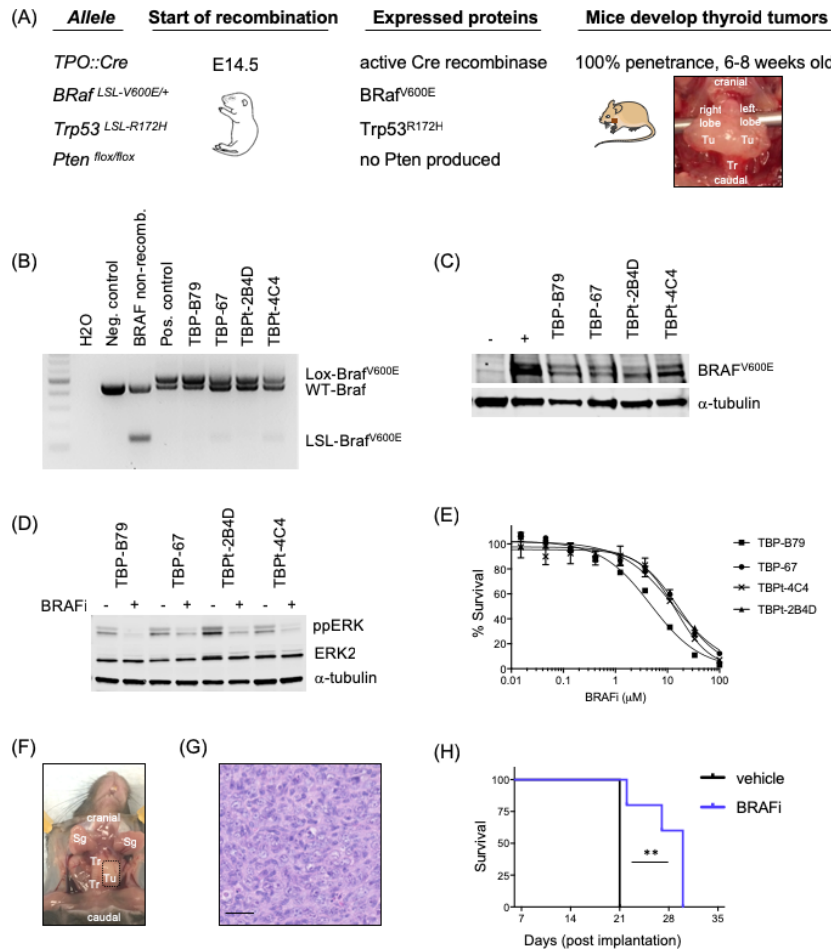 (A)
Allele Start of recombination Expressed proteins Mice develop thyroid tumors
TPO::Cre E14.5 active Cre recombinase 100% penetrance, 6-8 weeks old
BRaf LSL-V600E/+ BRafV600E
Trp53 LSL-R172H Trp53R172H
Pten flox/flox no Pten produced
cranial
right lobe left lobe
Tu Tu
Tr
caudal
(B)
H2O
Neg. control
BRAF non-recomb.
Pos. control
TBP-B79
TBP-67
TBPt-2B4D
TBPt-4C4
Lox-BrafV600E
WT-Braf
LSL-BrafV600E
(C)
- + TBP-B79 TBP-67 TBPt-2B4D TBPt-4C4
BRAFV600E
α-tubulin
(D)
TBP-B79 TBP-67 TBPt-2B4D TBPt-4C4
BRAFi - + - + - + - +
ppERK
ERK2
α-tubulin
(E)
% Survival
100
80
60
40
20
0
0.01 0.1 1 10 100
BRAFi (μM)
TBP-B79
TBP-67
TBPt-4C4
TBPt-2B4D
(F)
cranial
Sg Sg
Tr
Tr Tu
caudal
(G)
(H)
Survival
100
75
50
25
0
7 14 21 28 35
Days (post implantation)
**
vehicle
BRAFi